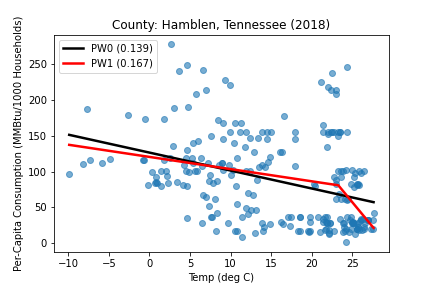 County: Hamblen, Tennessee (2018)
PW0 (0.139)
PW1 (0.167)
Per-Capita Consumption (MMBtu/1000 Households)
250
200
150
100
50
0
−10 −5 0 5 10 15 20 25
Temp (deg C)